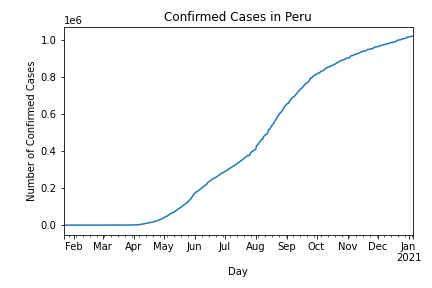 Confirmed Cases in Peru
1e6
1.0
0.8
0.6
0.4
0.2
0.0
Number of Confirmed Cases
Feb Mar Apr May Jun Jul Aug Sep Oct Nov Dec Jan
2021
Day